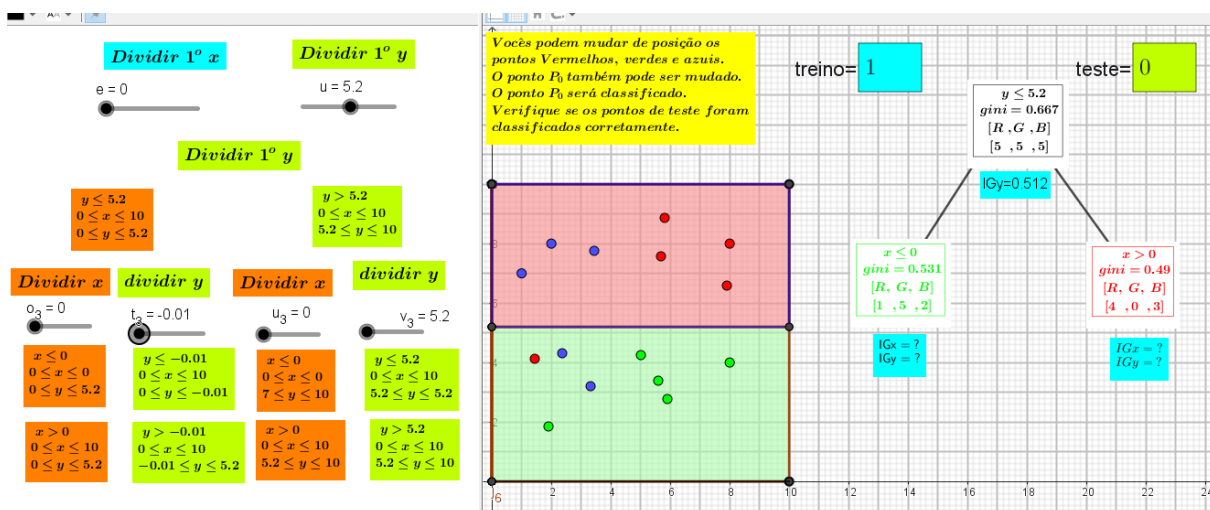 Dividir 1º x
Dividir 1º y
e = 0
u = 5.2
Dividir 1º y
y ≤ 5.2
0 ≤ x ≤ 10
0 ≤ y ≤ 5.2
y > 5.2
0 ≤ x ≤ 10
5.2 ≤ y ≤ 10
Dividir x
dividir y
Dividir x
dividir y
o₃ = 0
t₃ = -0.01
u₃ = 0
v₃ = 5.2
x ≤ 0
0 ≤ x ≤ 0
0 ≤ y ≤ 5.2
y ≤ −0.01
0 ≤ x ≤ 10
0 ≤ y ≤ −0.01
x ≤ 0
0 ≤ x ≤ 0
7 ≤ y ≤ 10
y ≤ 5.2
0 ≤ x ≤ 10
5.2 ≤ y ≤ 5.2
x > 0
0 ≤ x ≤ 10
0 ≤ y ≤ 5.2
y > −0.01
0 ≤ x ≤ 10
−0.01 ≤ y ≤ 5.2
x > 0
0 ≤ x ≤ 10
5.2 ≤ y ≤ 10
y > 5.2
0 ≤ x ≤ 10
5.2 ≤ y ≤ 10
Vocês podem mudar de posição os
pontos Vermelhos, verdes e azuis.
O ponto P₀ também pode ser mudado.
O ponto P₀ será classificado.
Verifique se os pontos de teste foram
classificados corretamente.
treino= 1
teste= 0
y ≤ 5.2
gini = 0.667
[R ,G ,B]
[5 ,5 ,5]
IGy=0.512
x ≤ 0
gini = 0.531
[R, G, B]
[1 ,5 ,2]
x > 0
gini = 0.49
[R, G, B]
[4 ,0 ,3]
IGx = ?
IGy = ?
IGx = ?
IGy = ?
8
4
2
2 4 6 8 10 12 14 16 18 20 22 24